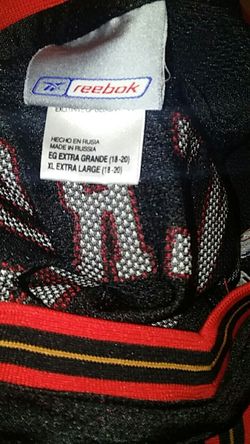 reebok
HECHO EN RUSIA
MADE IN RUSSIA
EG EXTRA GRANDE (18-20)
XL EXTRA LARGE (18-20)